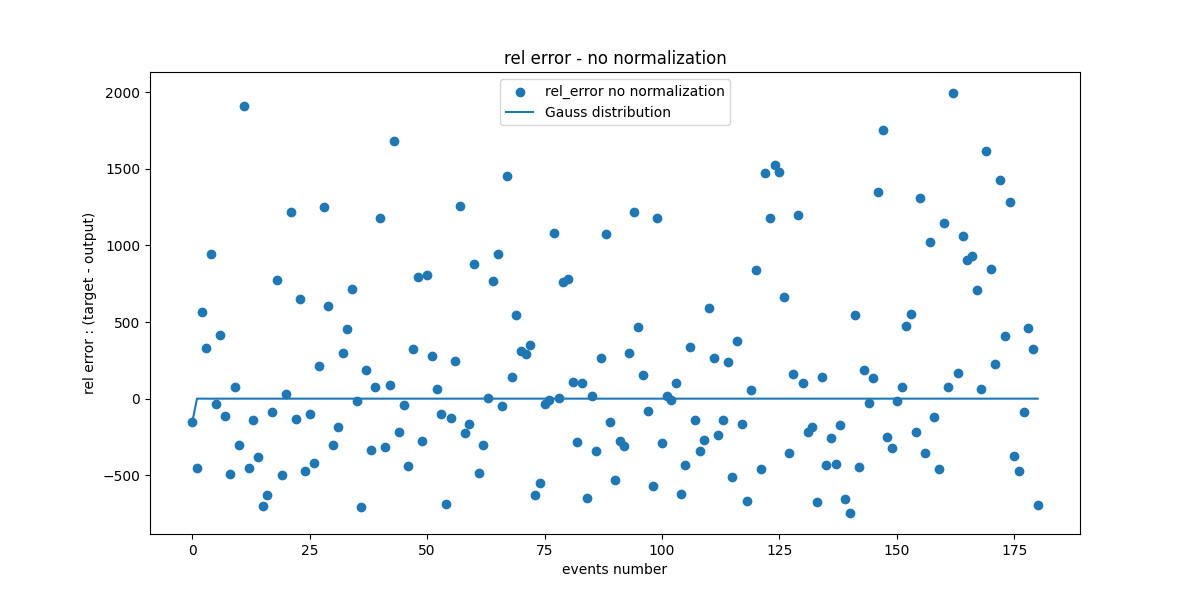 rel error - no normalization
rel_error no normalization
Gauss distribution
2000
1500
1000
500
0
−500
rel error : (target - output)
0 25 50 75 100 125 150 175
events number